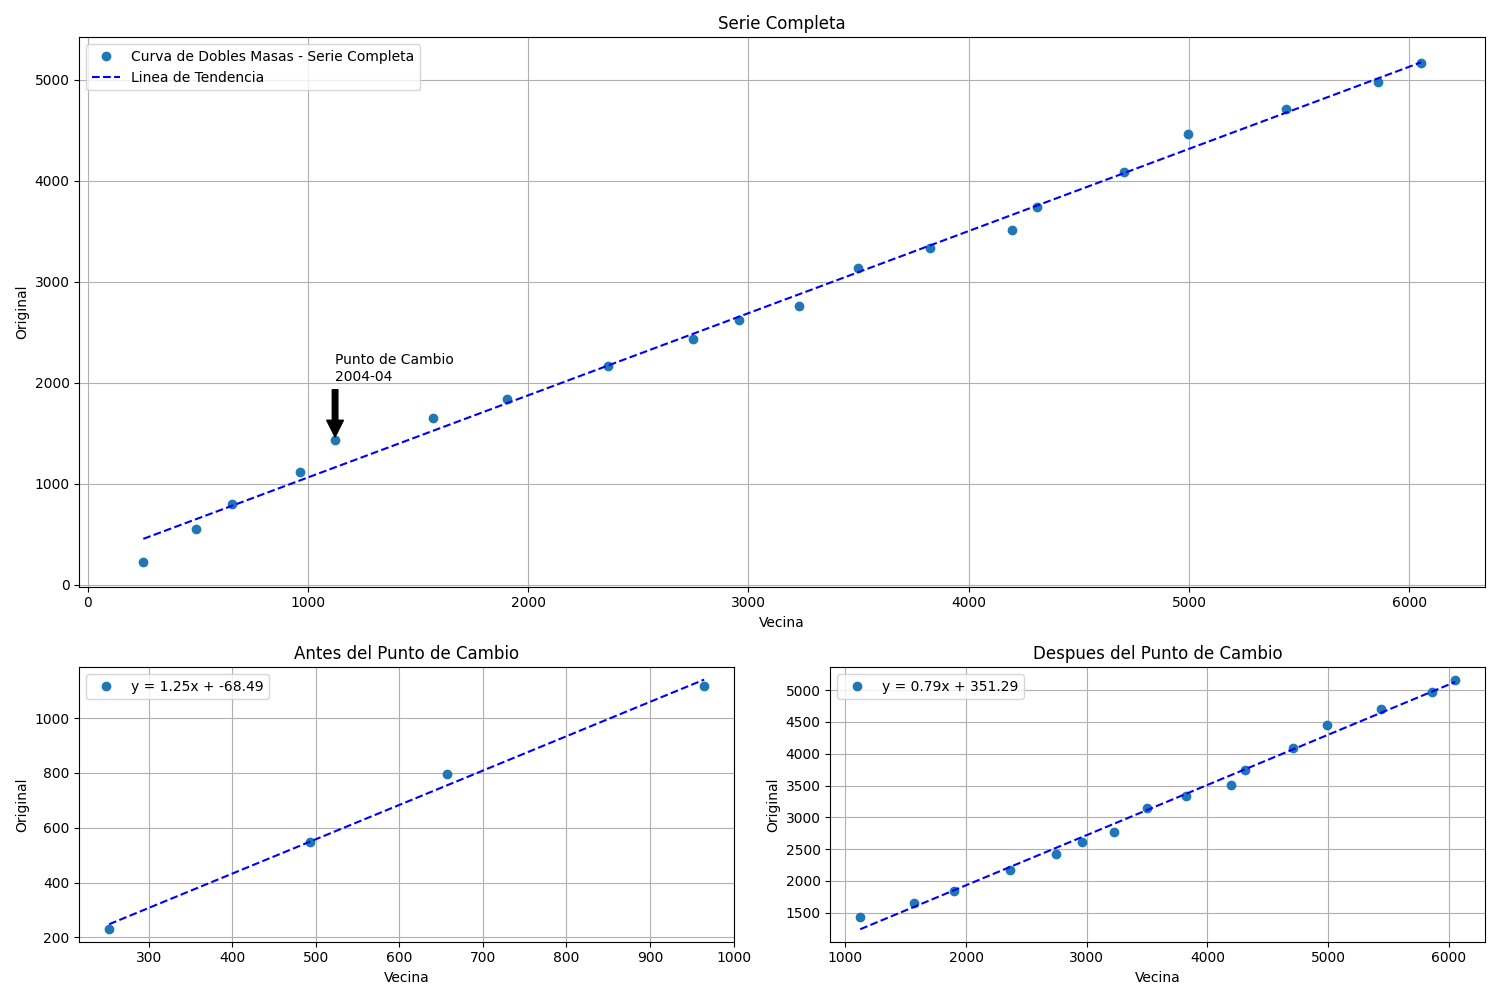 Serie Completa
Curva de Dobles Masas - Serie Completa
Linea de Tendencia
5000
4000
3000
2000
1000
0
Original
Punto de Cambio
2004-04
0 1000 2000 3000 4000 5000 6000
Vecina
Antes del Punto de Cambio
y = 1.25x + -68.49
1000
800
600
400
200
Original
300 400 500 600 700 800 900 1000
Vecina
Despues del Punto de Cambio
y = 0.79x + 351.29
5000
4500
4000
3500
3000
2500
2000
1500
Original
1000 2000 3000 4000 5000 6000
Vecina